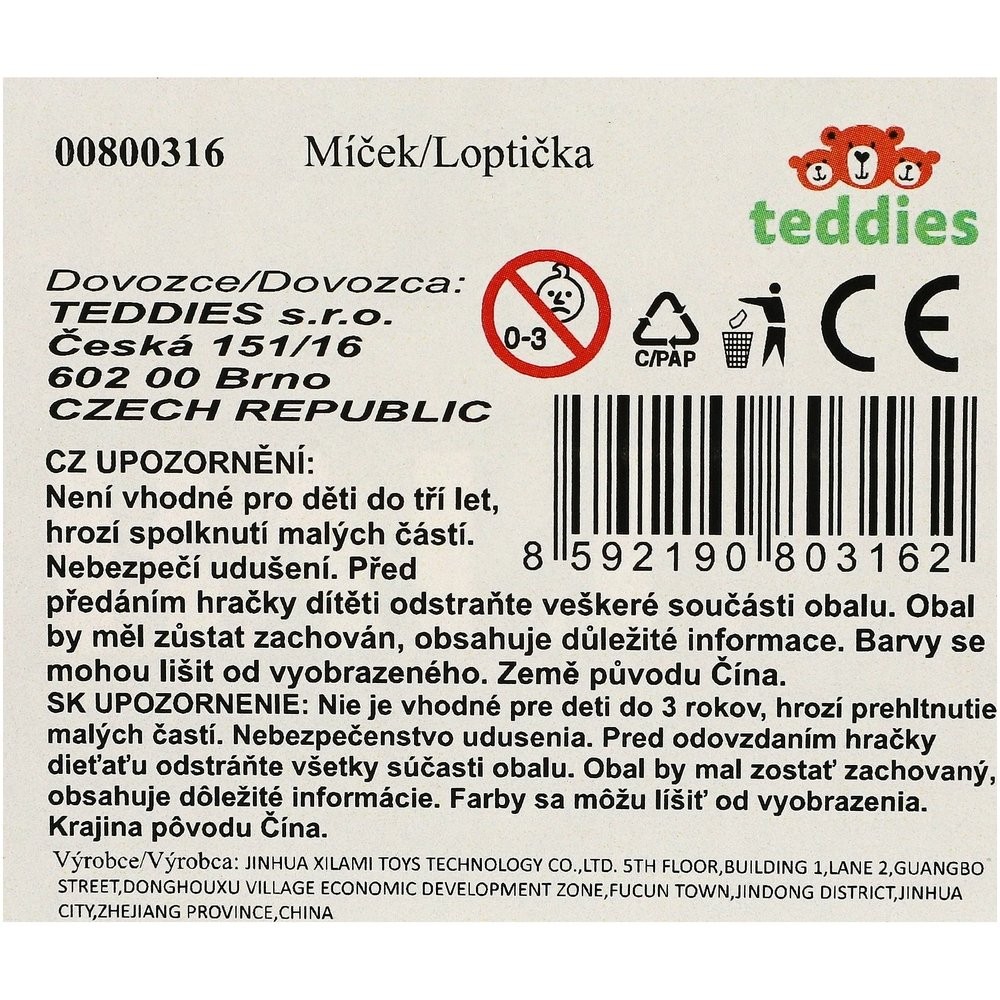 00800316 Míček/Loptička
teddies
Dovozce/Dovozca:
TEDDIES s.r.o.
Česká 151/16
602 00 Brno
CZECH REPUBLIC
0-3
C/PAP
CE
8 592190 803162
CZ UPOZORNĚNÍ:
Není vhodné pro děti do tří let,
hrozí spolknutí malých částí.
Nebezpečí udušení. Před
předáním hračky dítěti odstraňte veškeré součásti obalu. Obal
by měl zůstat zachován, obsahuje důležité informace. Barvy se
mohou lišit od vyobrazeného. Země původu Čína.
SK UPOZORNENIE: Nie je vhodné pre deti do 3 rokov, hrozí prehltnutie
malých častí. Nebezpečenstvo udusenia. Pred odovzdaním hračky
dieťaťu odstráňte všetky súčasti obalu. Obal by mal zostať zachovaný,
obsahuje dôležité informácie. Farby sa môžu líšiť od vyobrazenia.
Krajina pôvodu Čína.
Výrobce/Výrobca: JINHUA XILAMI TOYS TECHNOLOGY CO.,LTD. 5TH FLOOR,BUILDING 1,LANE 2,GUANGBO
STREET,DONGHOUXU VILLAGE ECONOMIC DEVELOPMENT ZONE,FUCUN TOWN,JINDONG DISTRICT,JINHUA
CITY,ZHEJIANG PROVINCE,CHINA